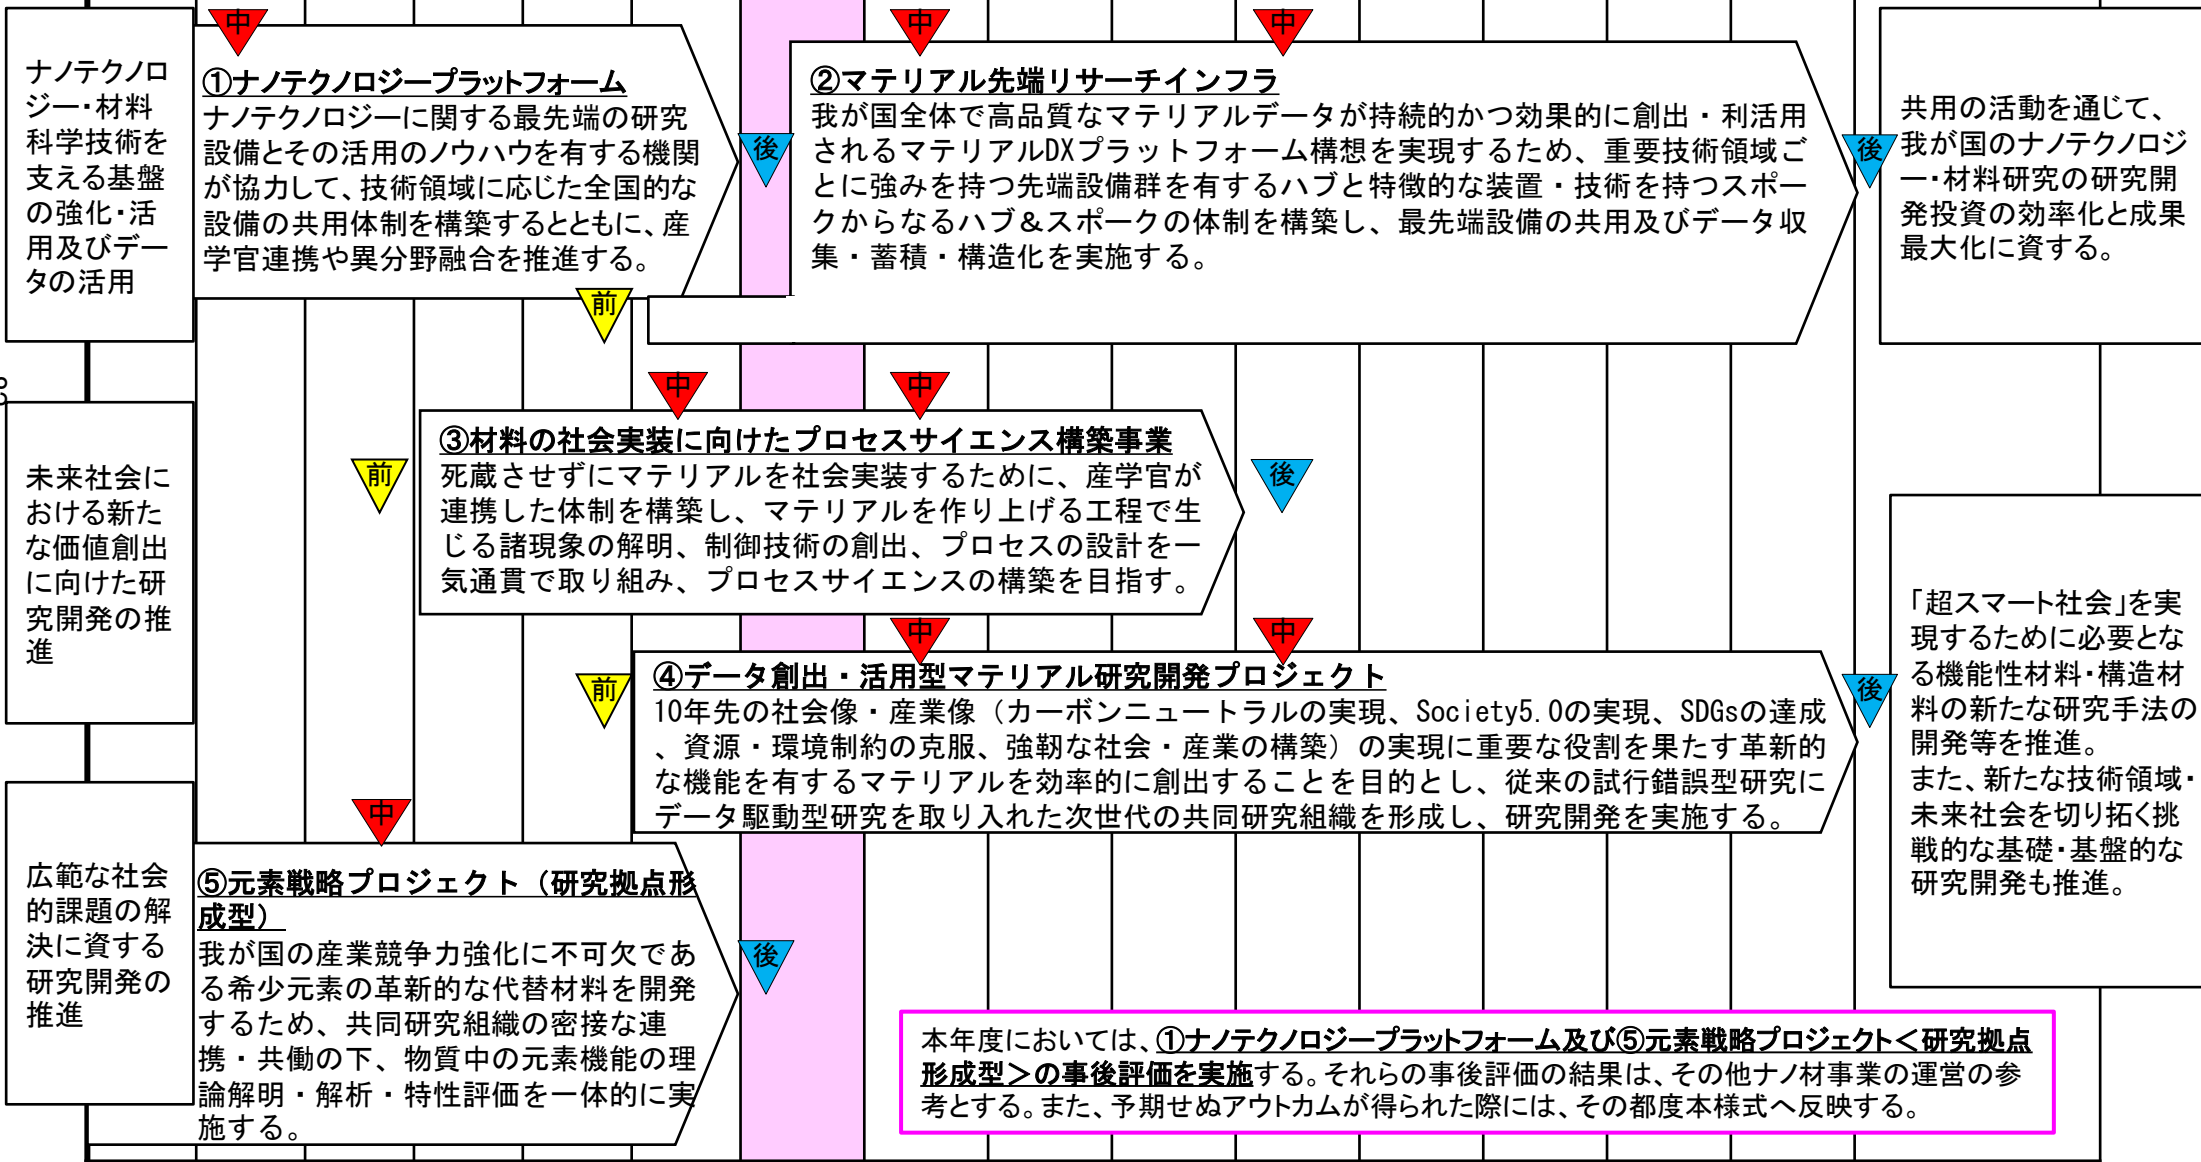 ナノテクノロ
ジー・材料
科学技術を
支える基盤
の強化・活
用及びデー
タの活用
中
①ナノテクノロジープラットフォーム
ナノテクノロジーに関する最先端の研究
設備とその活用のノウハウを有する機関
が協力して、技術領域に応じた全国的な
設備の共用体制を構築するとともに、産
学官連携や異分野融合を推進する。
後
前
中
中
②マテリアル先端リサーチインフラ
我が国全体で高品質なマテリアルデータが持続的かつ効果的に創出・利活用
されるマテリアルDXプラットフォーム構想を実現するため、重要技術領域ご
とに強みを持つ先端設備群を有するハブと特徴的な装置・技術を持つスポー
クからなるハブ＆スポークの体制を構築し、最先端設備の共用及びデータ収
集・蓄積・構造化を実施する。
後
共用の活動を通じて、
我が国のナノテクノロジ
ー・材料研究の研究開
発投資の効率化と成果
最大化に資する。
未来社会に
おける新た
な価値創出
に向けた研
究開発の推
進
前
中
中
③材料の社会実装に向けたプロセスサイエンス構築事業
死蔵させずにマテリアルを社会実装するために、産学官が
連携した体制を構築し、マテリアルを作り上げる工程で生
じる諸現象の解明、制御技術の創出、プロセスの設計を一
気通貫で取り組み、プロセスサイエンスの構築を目指す。
後
前
中
中
④データ創出・活用型マテリアル研究開発プロジェクト
10年先の社会像・産業像（カーボンニュートラルの実現、Society5.0の実現、SDGsの達成
、資源・環境制約の克服、強靭な社会・産業の構築）の実現に重要な役割を果たす革新的
な機能を有するマテリアルを効率的に創出することを目的とし、従来の試行錯誤型研究に
データ駆動型研究を取り入れた次世代の共同研究組織を形成し、研究開発を実施する。
後
「超スマート社会」を実
現するために必要とな
る機能性材料・構造材
料の新たな研究手法の
開発等を推進。
また、新たな技術領域・
未来社会を切り拓く挑
戦的な基礎・基盤的な
研究開発も推進。
広範な社会
的課題の解
決に資する
研究開発の
推進
中
⑤元素戦略プロジェクト（研究拠点形
成型）
我が国の産業競争力強化に不可欠であ
る希少元素の革新的な代替材料を開発
するため、共同研究組織の密接な連
携・共働の下、物質中の元素機能の理
論解明・解析・特性評価を一体的に実
施する。
後
本年度においては、①ナノテクノロジープラットフォーム及び⑤元素戦略プロジェクト＜研究拠点
形成型＞の事後評価を実施する。それらの事後評価の結果は、その他ナノ材事業の運営の参
考とする。また、予期せぬアウトカムが得られた際には、その都度本様式へ反映する。